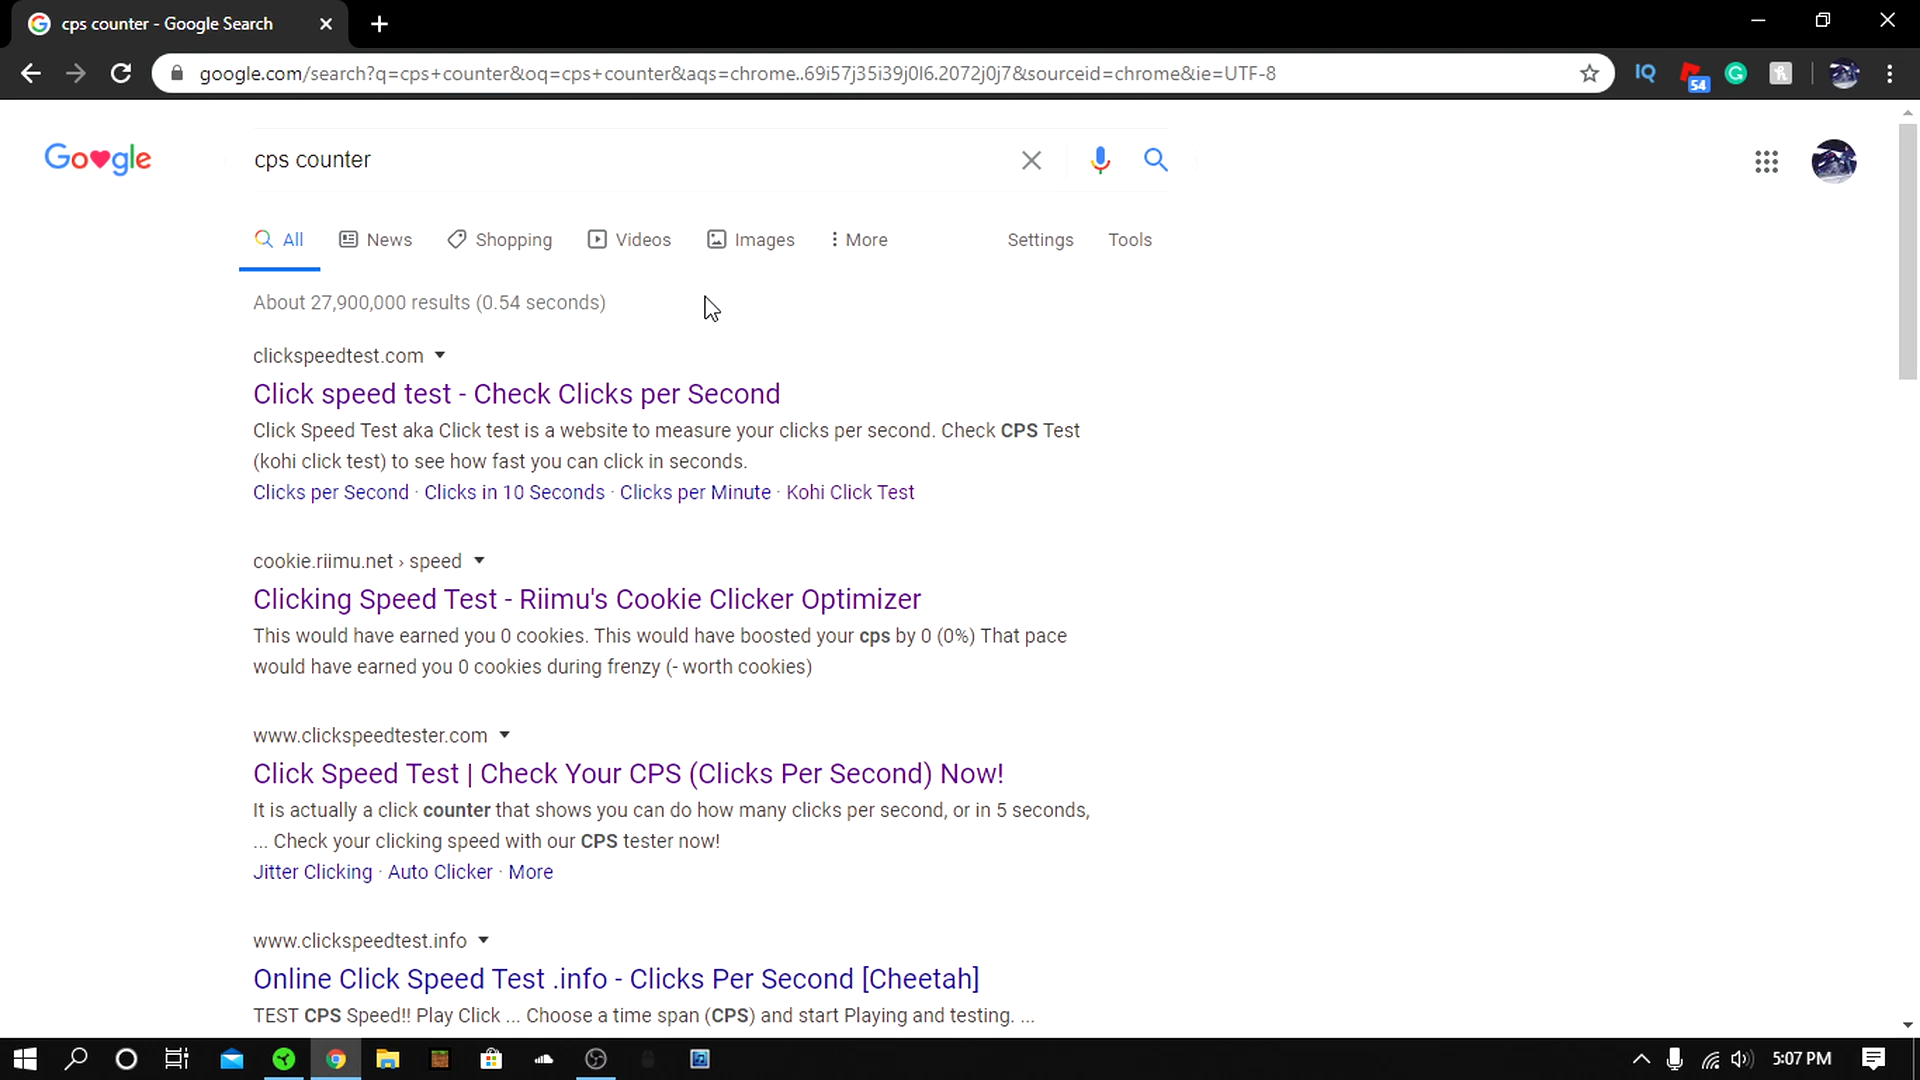 cps counter - Google Search
google.com/search?q=cps+counter&oq=cps+counter&aqs=chrome..69i57j35i39j0l6.2072j0j7&sourceid=chrome&ie=UTF-8
IQ
54
Google
cps counter
All News Shopping Videos Images More Settings Tools
About 27,900,000 results (0.54 seconds)
clickspeedtest.com
Click speed test - Check Clicks per Second
Click Speed Test aka Click test is a website to measure your clicks per second. Check CPS Test
(kohi click test) to see how fast you can click in seconds.
Clicks per Second · Clicks in 10 Seconds · Clicks per Minute · Kohi Click Test
cookie.riimu.net › speed
Clicking Speed Test - Riimu's Cookie Clicker Optimizer
This would have earned you 0 cookies. This would have boosted your cps by 0 (0%) That pace
would have earned you 0 cookies during frenzy (- worth cookies)
www.clickspeedtester.com
Click Speed Test | Check Your CPS (Clicks Per Second) Now!
It is actually a click counter that shows you can do how many clicks per second, or in 5 seconds,
... Check your clicking speed with our CPS tester now!
Jitter Clicking · Auto Clicker · More
www.clickspeedtest.info
Online Click Speed Test .info - Clicks Per Second [Cheetah]
TEST CPS Speed!! Play Click ... Choose a time span (CPS) and start Playing and testing. ...
5:07 PM